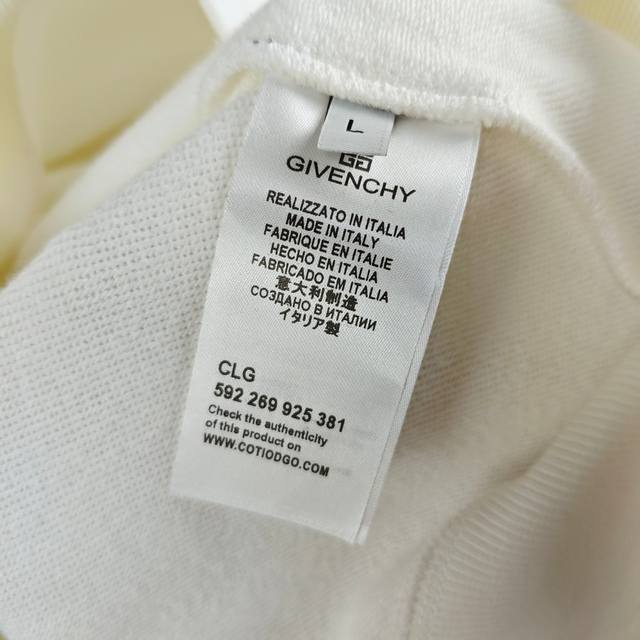 L
GIVENCHY
REALIZZATO IN ITALIA
MADE IN ITALY
FABRIQUE EN ITALIE
HECHO EN ITALIA
FABRICADO EM ITALIA
意大利制造
СОЗДАНО В ИТАЛИИ
イタリア製
CLG
592 269 925 381
Check the authenticity
of this product on
WWW.COTIODGO.COM